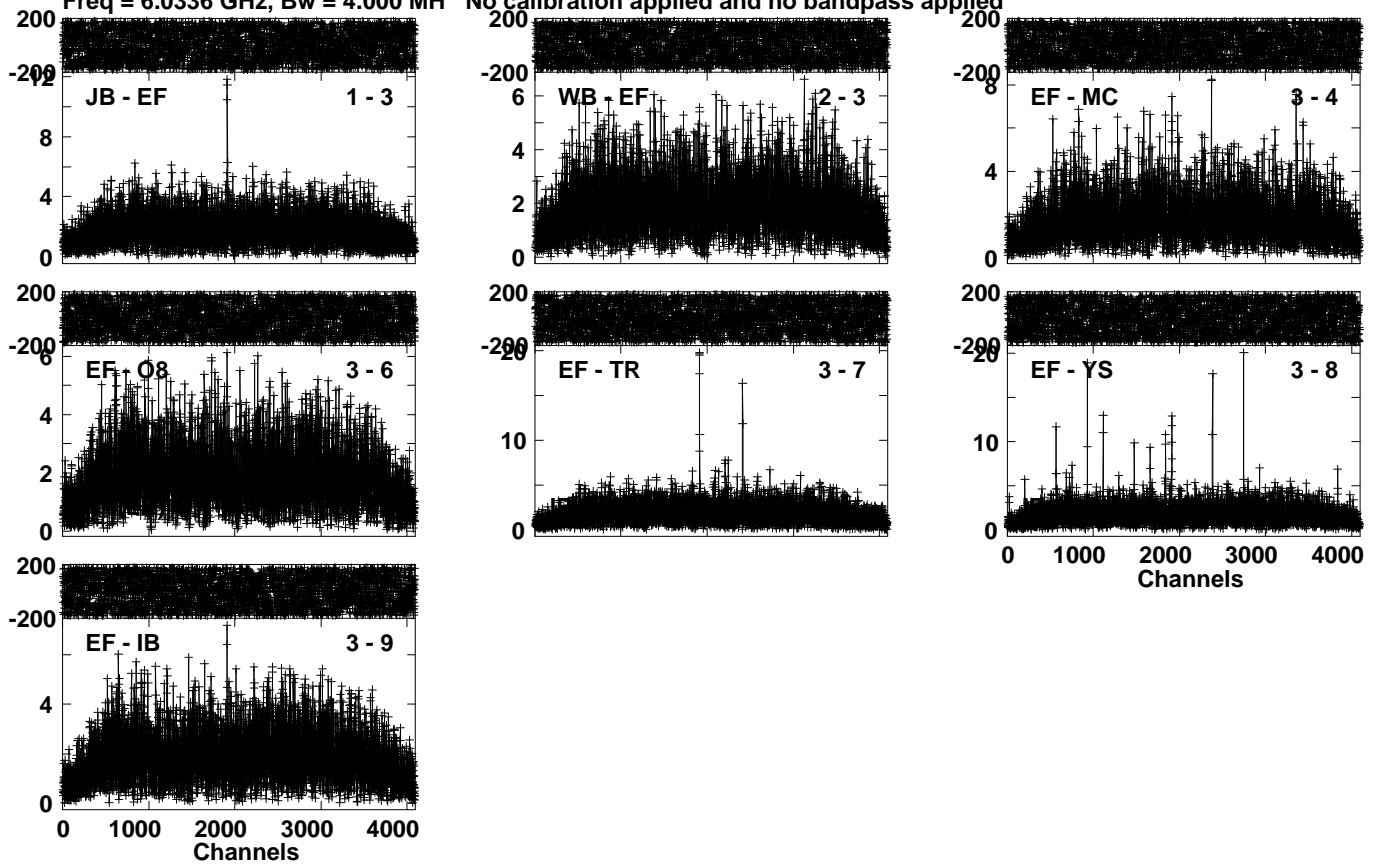 Freq = 6.0336 GHz, Bw = 4.000 MH No calibration applied and no bandpass applied
200 200 200
-200 -200 -200
12 JB - EF 1 - 3 WB - EF 2 - 3 8 EF - MC 3 - 4
6
8
4 4
4 2
0 0 0
200 200 200
-200 -200 -200
6 EF - O8 3 - 6 20 EF - TR 3 - 7 20 EF - YS 3 - 8
4
10 10
2
0 0 0
0 1000 2000 3000 4000
Channels
200
-200
EF - IB 3 - 9
4
0
0 1000 2000 3000 4000
Channels